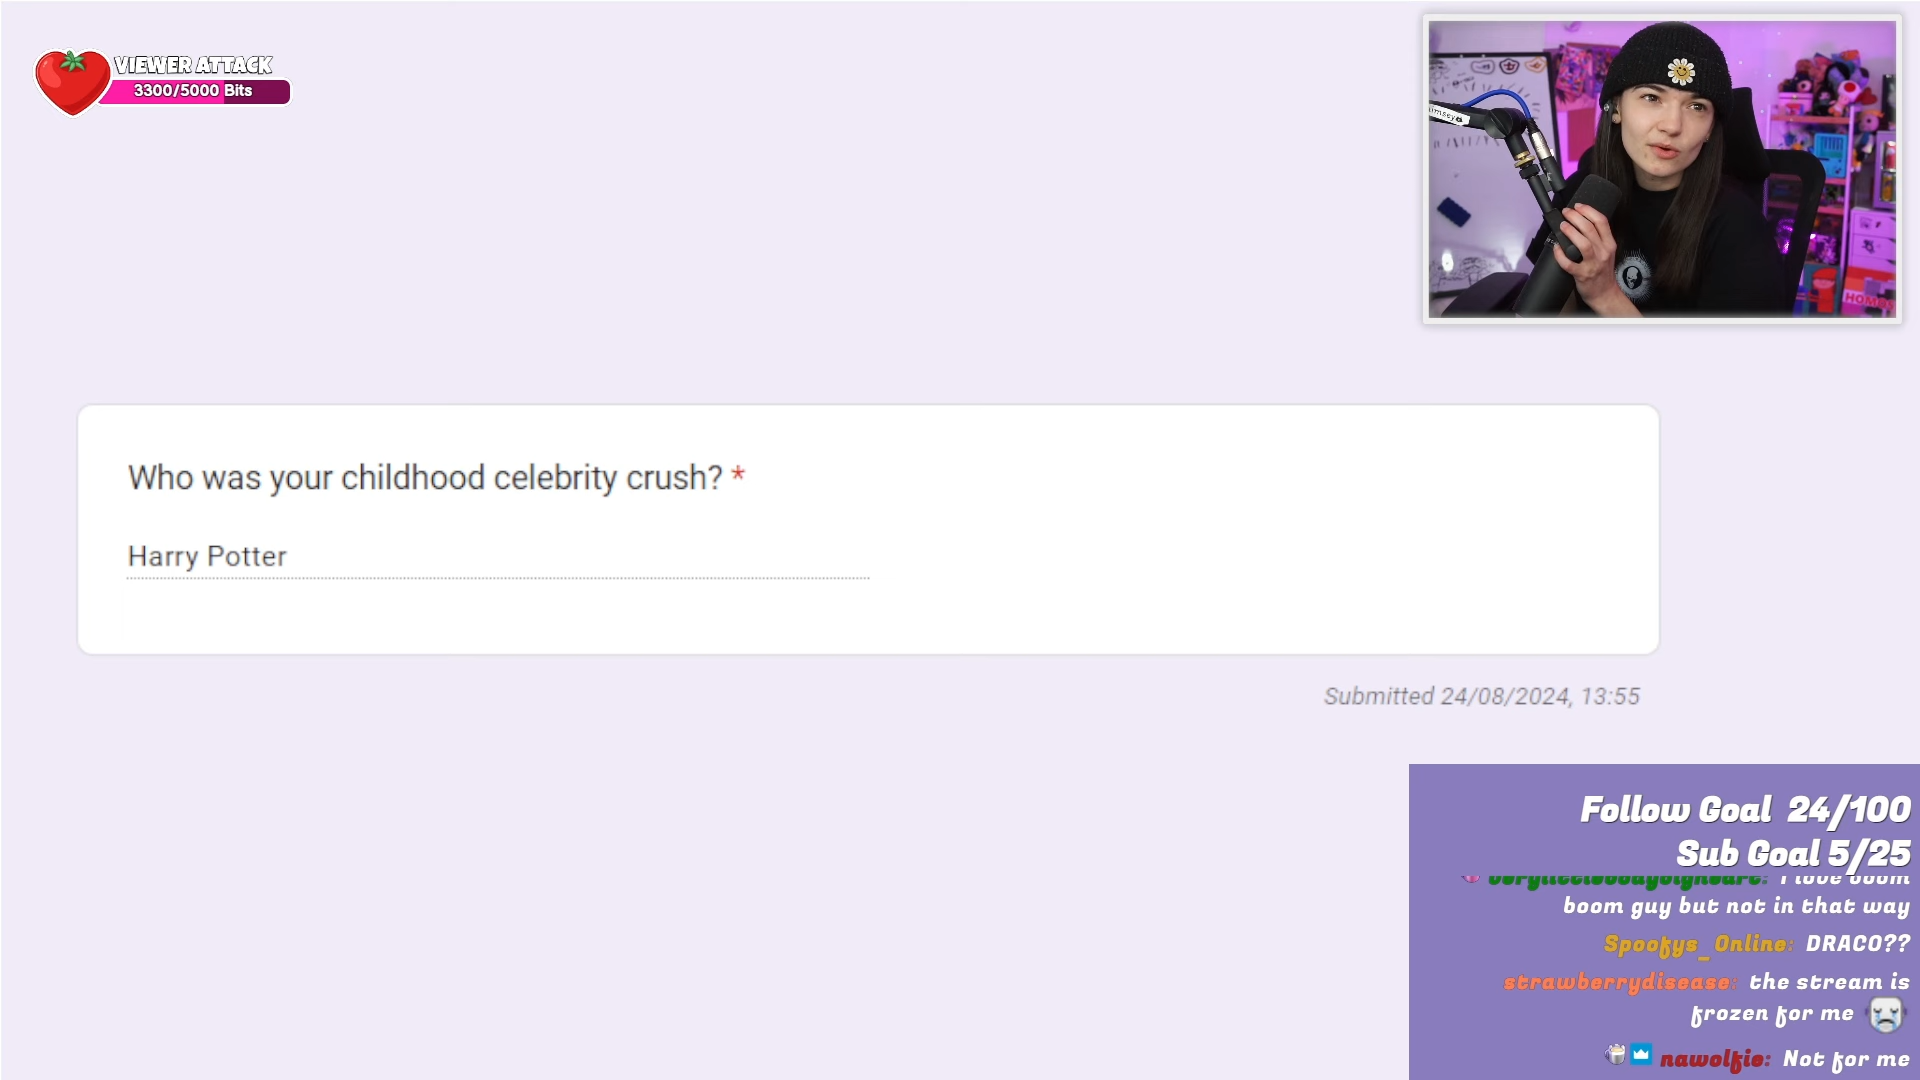 VIEWER ATTACK
3300/5000 Bits
Who was your childhood celebrity crush? *
Harry Potter
Submitted 24/08/2024, 13:55
Follow Goal 24/100
Sub Goal 5/25
i love boom
boom guy but not in that way
Spoofys_Online: DRACO??
strawberrydisease: the stream is
frozen for me
nawolfie: Not for me